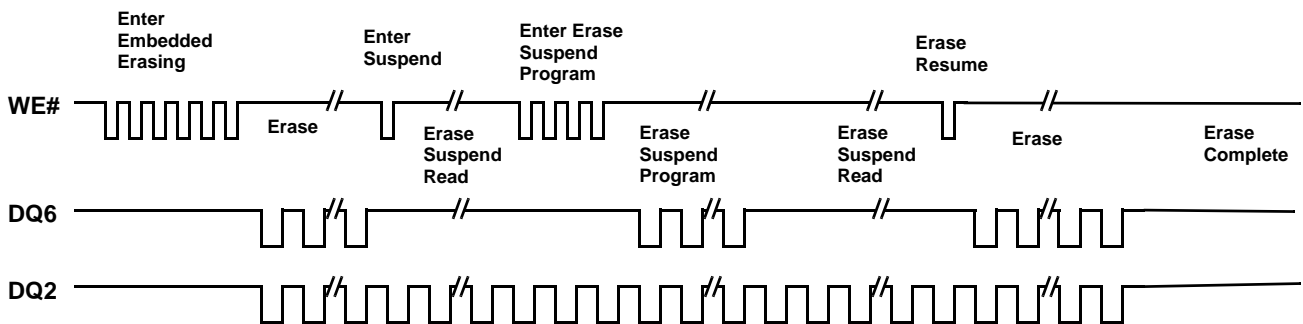 Enter
Embedded
Erasing
Enter
Suspend
Enter Erase
Suspend
Program
Erase
Resume
WE#
Erase
Erase
Suspend
Read
Erase
Suspend
Program
Erase
Suspend
Read
Erase
Erase
Complete
DQ6
DQ2